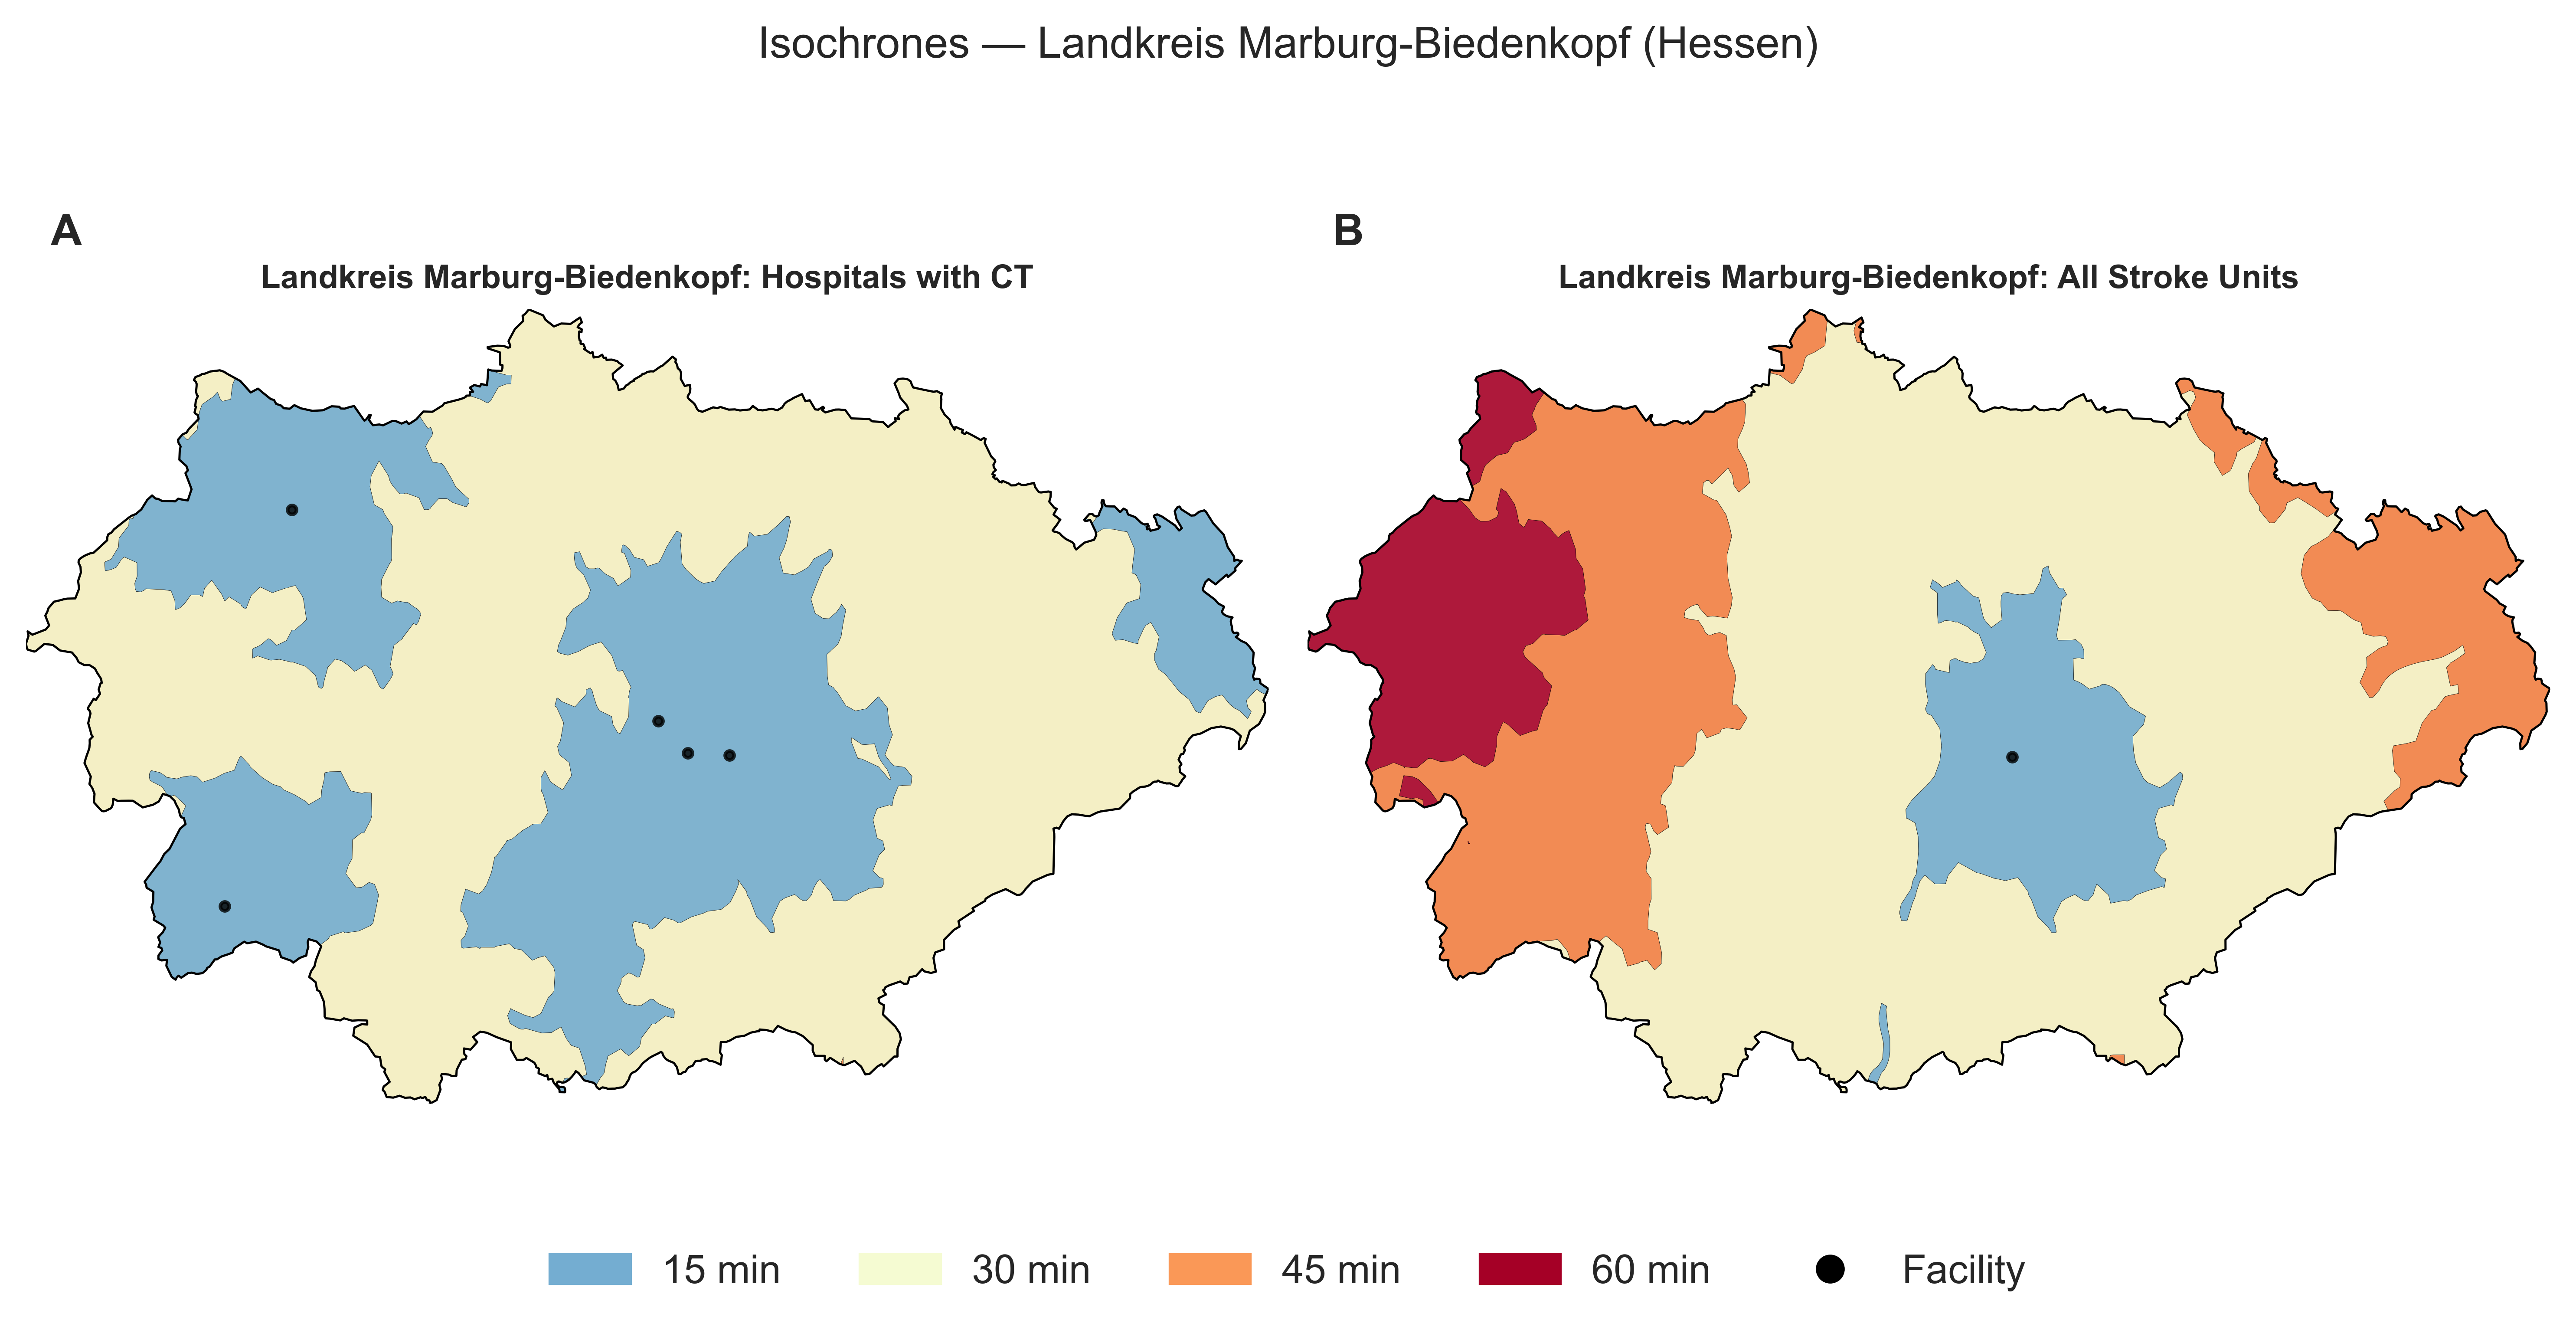 Isochrones — Landkreis Marburg-Biedenkopf (Hessen)
A
Landkreis Marburg-Biedenkopf: Hospitals with CT
B
Landkreis Marburg-Biedenkopf: All Stroke Units
15 min
30 min
45 min
60 min
Facility